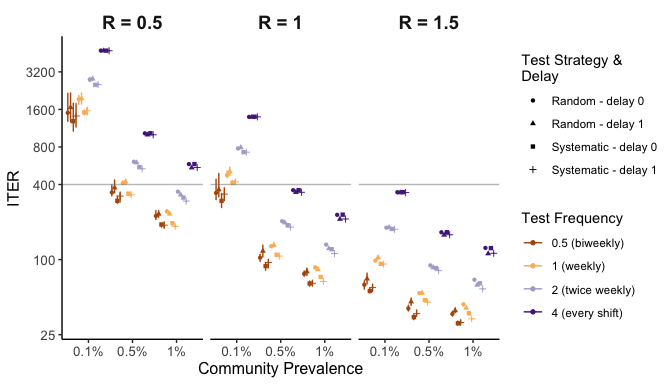 R = 0.5
R = 1
R = 1.5
3200
1600
800
400
100
25
ITER
0.1%
0.5%
1%
0.1%
0.5%
1%
0.1%
0.5%
1%
Community Prevalence
Test Strategy &
Delay
Random - delay 0
Random - delay 1
Systematic - delay 0
Systematic - delay 1
Test Frequency
0.5 (biweekly)
1 (weekly)
2 (twice weekly)
4 (every shift)